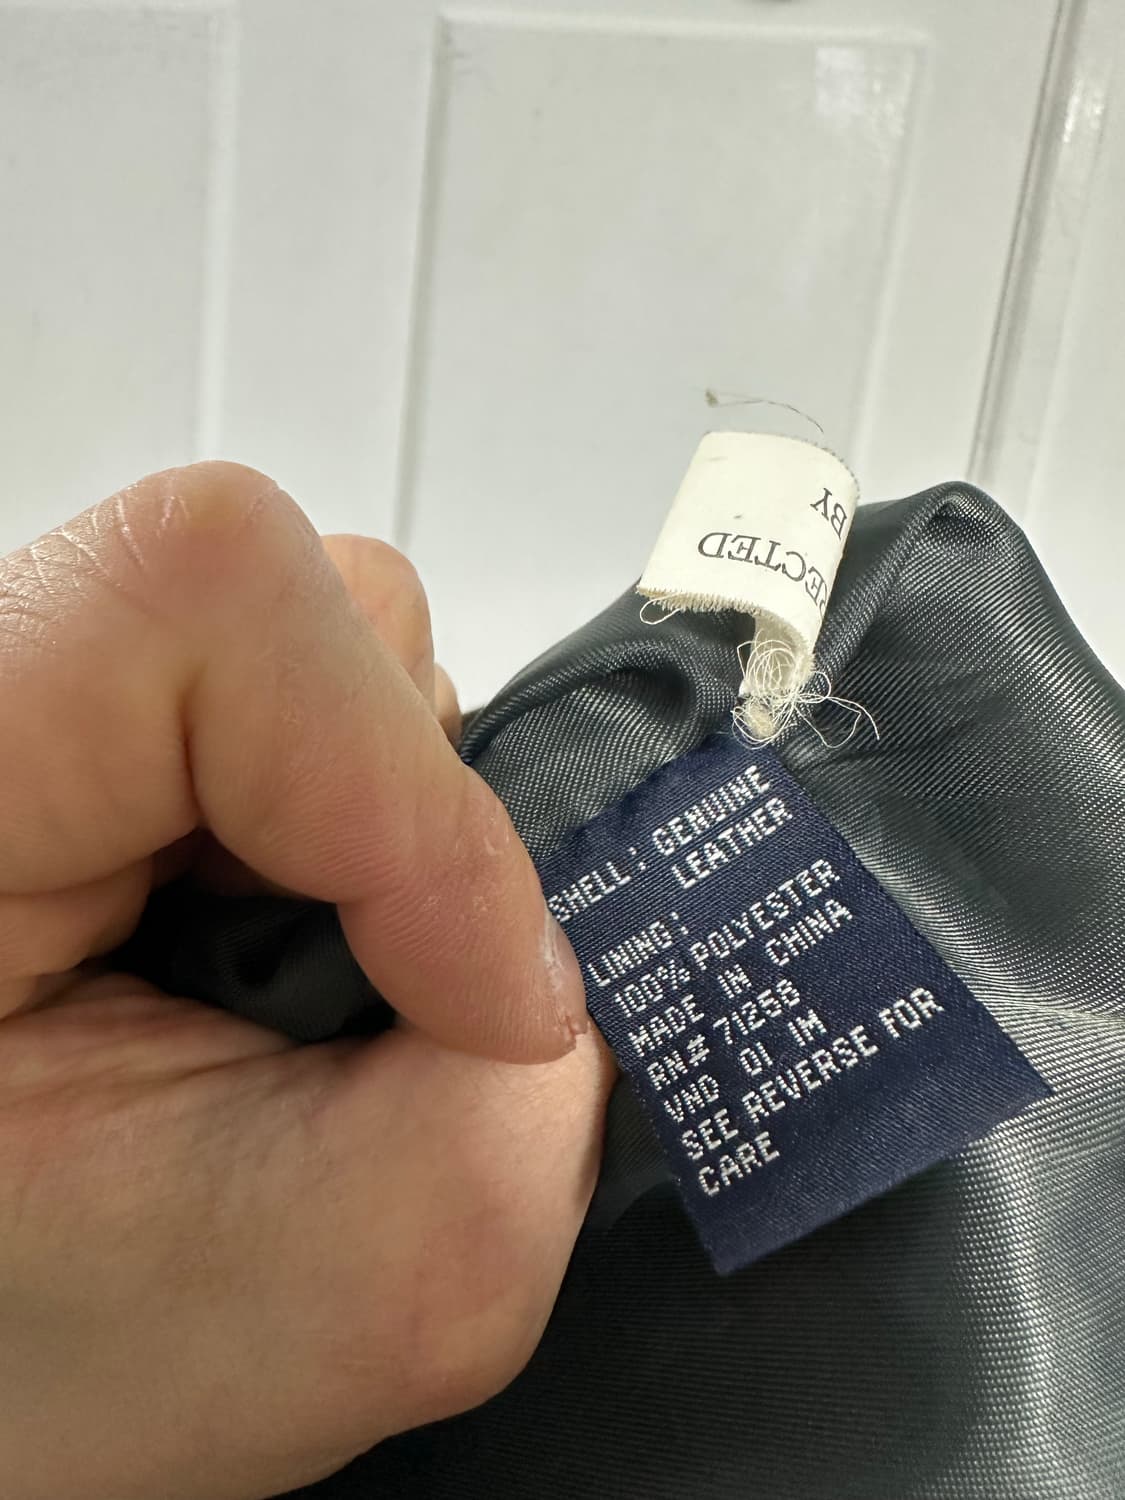 ECTED
BY
SHELL: GENUINE
LEATHER
LINING:
100% POLYESTER
MADE IN CHINA
RN# 71258
VND 01 1M
SEE REVERSE FOR
CARE